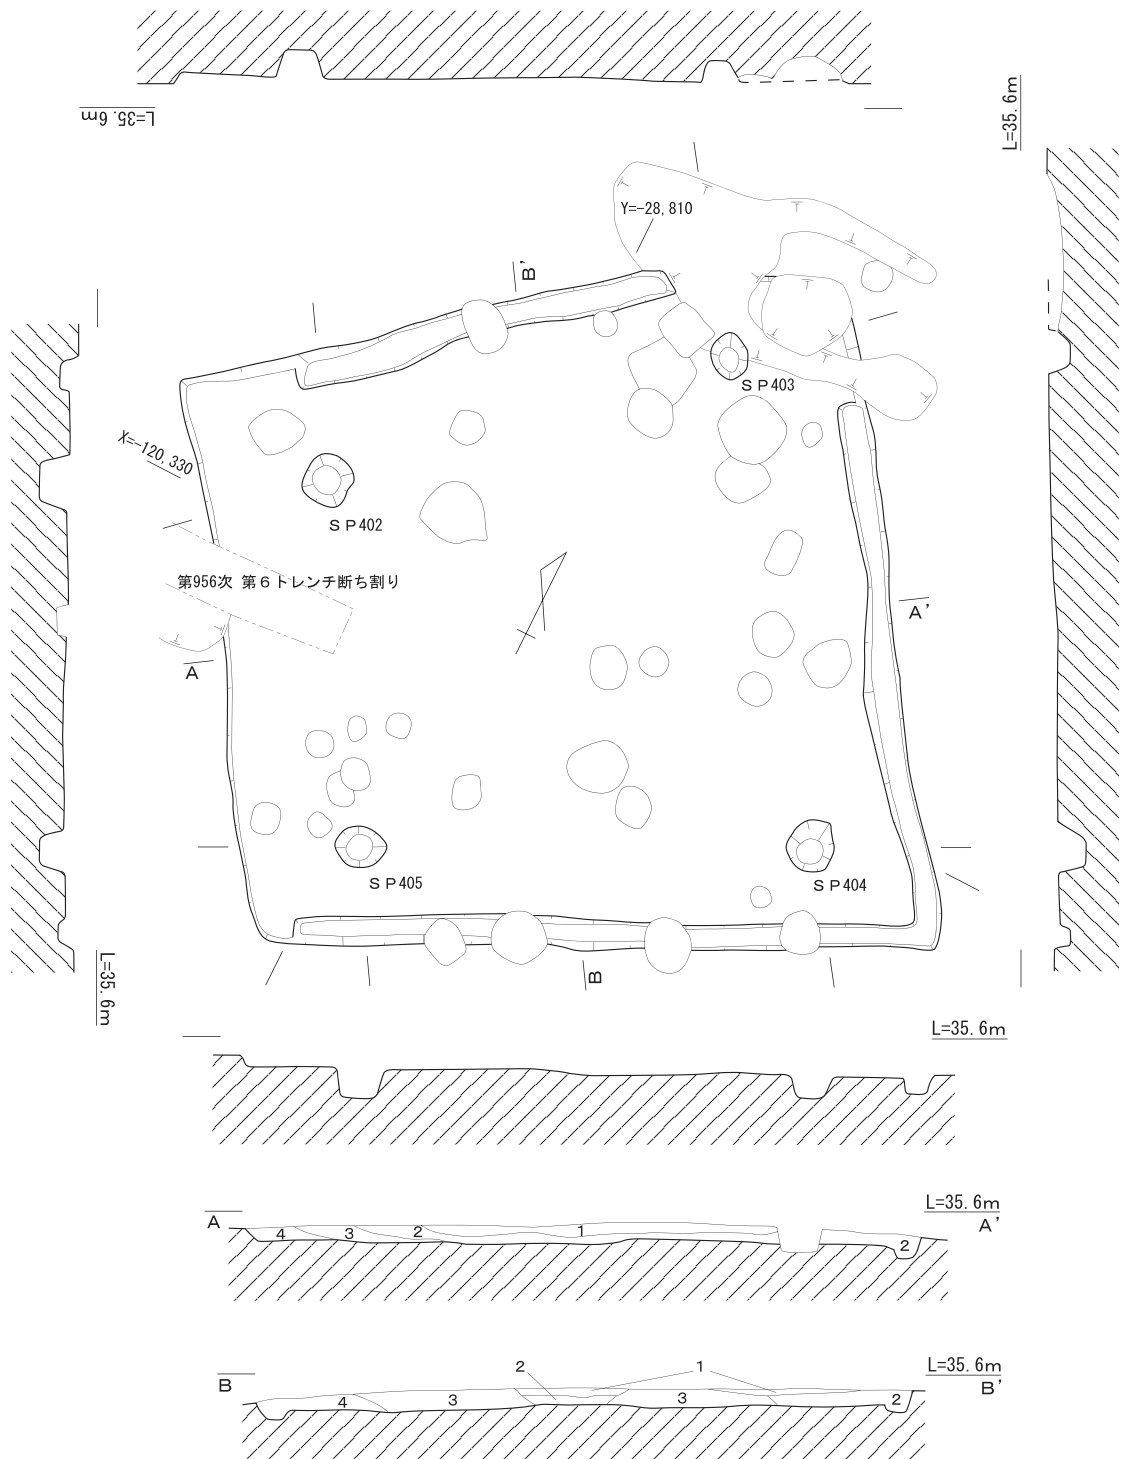 L=35.6m
L=35.6m
Y=-28,810
B'
SP403
X=-120,330
SP402
第956次 第６トレンチ断ち割り
A'
A
SP405
SP404
B
L=35.6m
L=35.6m
L=35.6m
A
A'
4
3
2
1
2
L=35.6m
B
B'
2
1
4
3
3
2